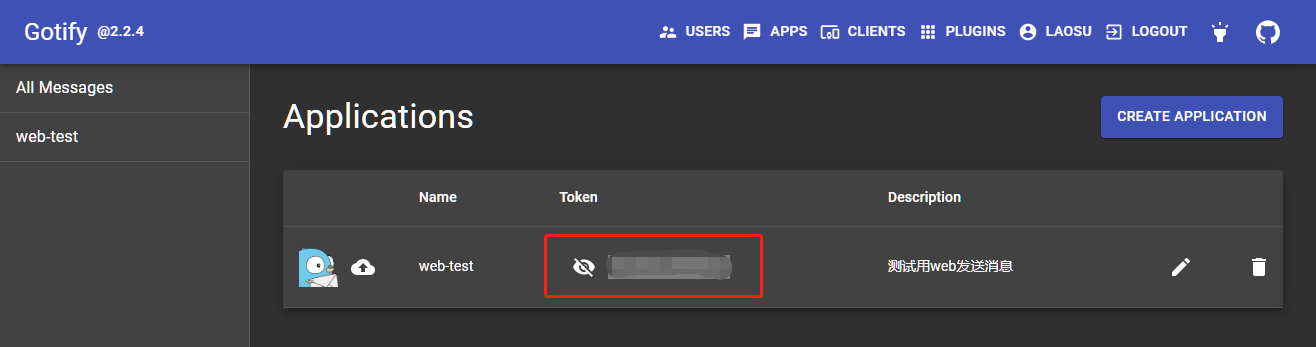 Gotify @2.2.4 USERS APPS CLIENTS PLUGINS LAOSU LOGOUT
All Messages
web-test
Applications CREATE APPLICATION
Name Token Description
web-test 测试用web发送消息